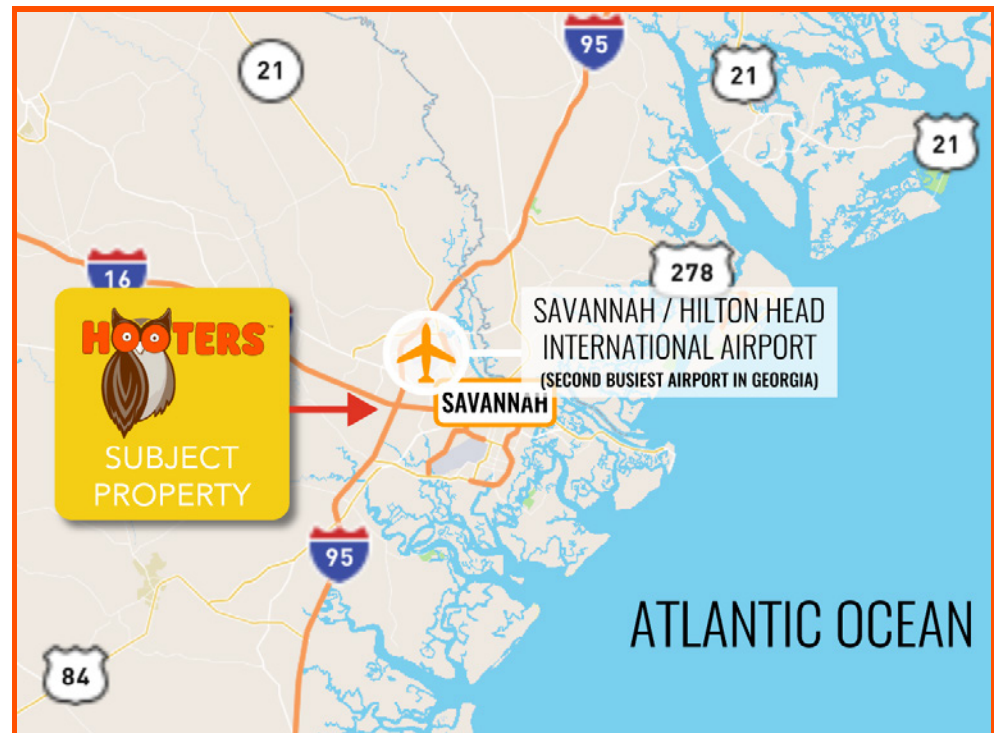 95
21
21
21
278
16
SAVANNAH / HILTON HEAD
INTERNATIONAL AIRPORT
(SECOND BUSIEST AIRPORT IN GEORGIA)
HOOTERS™
SUBJECT
PROPERTY
SAVANNAH
95
ATLANTIC OCEAN
84